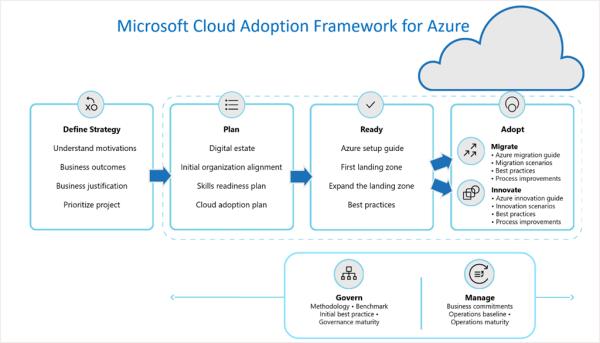 Microsoft Cloud Adoption Framework for Azure
Define Strategy
Understand motivations
Business outcomes
Business justification
Prioritize project
Plan
Digital estate
Initial organization alignment
Skills readiness plan
Cloud adoption plan
Ready
Azure setup guide
First landing zone
Expand the landing zone
Best practices
Adopt
Migrate
• Azure migration guide
• Migration scenarios
• Best practices
• Process improvements
Innovate
• Azure innovation guide
• Innovation scenarios
• Best practices
• Process improvements
Govern
Methodology • Benchmark
Initial best practice •
Governance maturity
Manage
Business commitments
Operations baseline •
Operations maturity